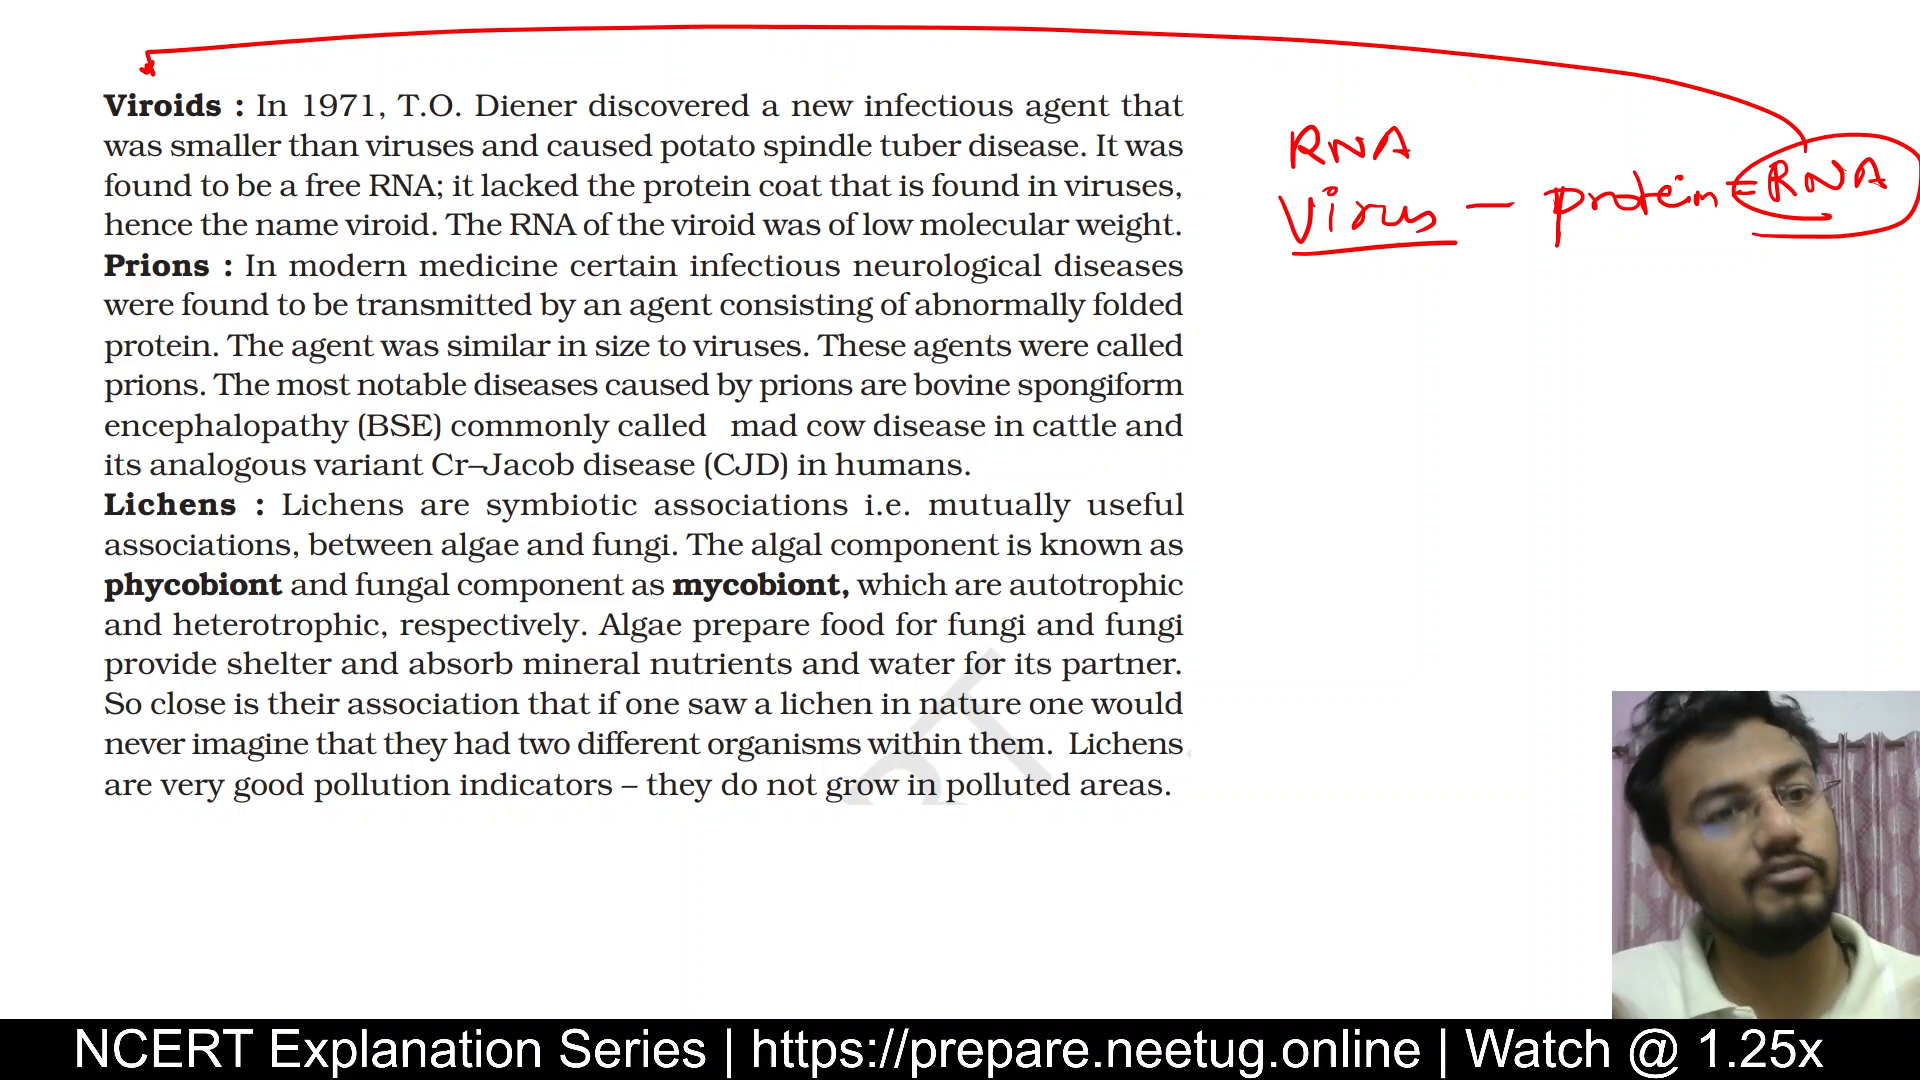 Viroids : In 1971, T.O. Diener discovered a new infectious agent that
was smaller than viruses and caused potato spindle tuber disease. It was
found to be a free RNA; it lacked the protein coat that is found in viruses,
hence the name viroid. The RNA of the viroid was of low molecular weight.
Prions : In modern medicine certain infectious neurological diseases
were found to be transmitted by an agent consisting of abnormally folded
protein. The agent was similar in size to viruses. These agents were called
prions. The most notable diseases caused by prions are bovine spongiform
encephalopathy (BSE) commonly called mad cow disease in cattle and
its analogous variant Cr–Jacob disease (CJD) in humans.
Lichens : Lichens are symbiotic associations i.e. mutually useful
associations, between algae and fungi. The algal component is known as
phycobiont and fungal component as mycobiont, which are autotrophic
and heterotrophic, respectively. Algae prepare food for fungi and fungi
provide shelter and absorb mineral nutrients and water for its partner.
So close is their association that if one saw a lichen in nature one would
never imagine that they had two different organisms within them. Lichens
are very good pollution indicators – they do not grow in polluted areas.
RNA
Virus – protein RNA
NCERT Explanation Series | https://prepare.neetug.online | Watch @ 1.25x